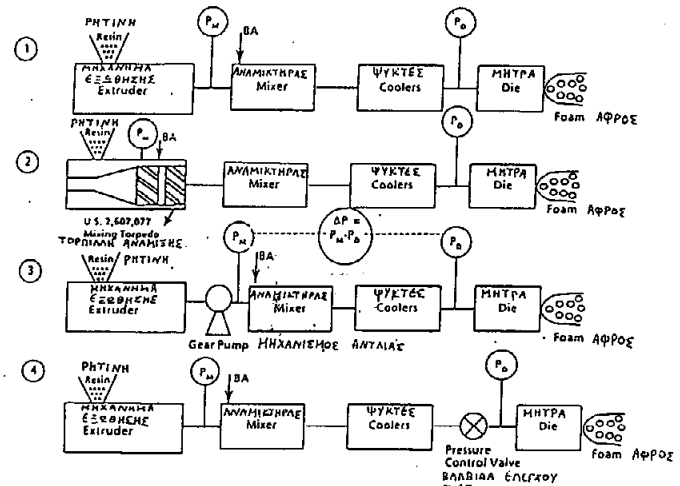 1
ΡΗΤΙΝΗ
Resin
P_M
BA
ΜΗΧΑΝΗΜΑ
ΕΞΩΘΗΣΗΣ
Extruder
ΑΝΑΜΙΚΤΗΡΑΣ
Mixer
ΨΥΚΤΕΣ
Coolers
P_D
ΜΗΤΡΑ
Die
Foam ΑΦΡΟΣ
2
ΡΗΤΙΝΗ
Resin
P_M
BA
U.S. 2,607,077
Mixing Torpedo
ΤΟΡΠΙΛΗ ΑΝΑΜΙΞΗΣ
ΑΝΑΜΙΚΤΗΡΑΣ
Mixer
ΨΥΚΤΕΣ
Coolers
P_D
ΜΗΤΡΑ
Die
Foam ΑΦΡΟΣ
ΔP =
P_M-P_D
3
Resin ΡΗΤΙΝΗ
ΜΗΧΑΝΗΜΑ
ΕΞΩΘΗΣΗΣ
Extruder
Gear Pump ΜΗΧΑΝΙΣΜΟΣ ΑΝΤΛΙΑΣ
P_M
BA
ΑΝΑΜΙΚΤΗΡΑΣ
Mixer
ΨΥΚΤΕΣ
Coolers
P_D
ΜΗΤΡΑ
Die
Foam ΑΦΡΟΣ
4
ΡΗΤΙΝΗ
Resin
ΜΗΧΑΝΗΜΑ
ΕΞΩΘΗΣΗΣ
Extruder
P_M
BA
ΑΝΑΜΙΚΤΗΡΑΣ
Mixer
ΨΥΚΤΕΣ
Coolers
Pressure
Control Valve
ΒΑΛΒΙΔΑ ΕΛΕΓΧΟΥ
P_D
ΜΗΤΡΑ
Die
Foam ΑΦΡΟΣ